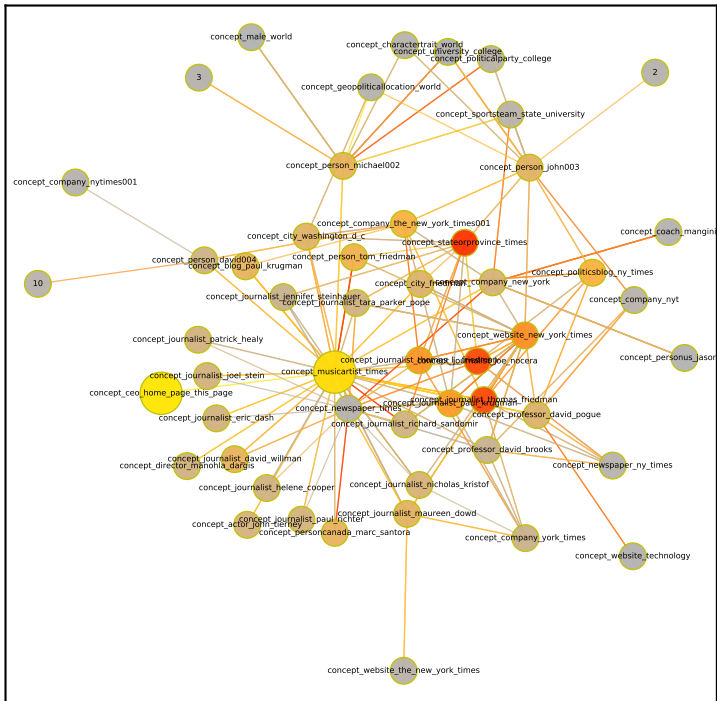 concept_male_world
concept_charactertrait_world
concept_university_college
concept_politicalparty_college
3
2
concept_geopoliticallocation_world
concept_sportsteam_state_university
concept_person_michael002
concept_person_john003
concept_company_nytimes001
concept_company_the_new_york_times001
concept_coach_mangini
concept_city_washington_d_c
concept_stateorprovince_times
concept_person_tom_friedman
concept_person_david004
concept_blog_paul_krugman
concept_politicsblog_ny_times
concept_city_friedman
concept_company_new_york
10
concept_journalist_jennifer_steinhauer
concept_journalist_tara_parker_pope
concept_company_nyt
concept_website_new_york_times
concept_journalist_patrick_healy
concept_personus_jason
concept_journalist_joe_nocera
concept_musicartist_times
concept_journalist_joel_stein
concept_ceo_home_page_this_page
concept_journalist_thomas_friedman
concept_journalist_paul_krugman
concept_newspaper_times
concept_professor_david_pogue
concept_journalist_eric_dash
concept_journalist_richard_sandomir
concept_professor_david_brooks
concept_journalist_david_willman
concept_director_manohla_dargis
concept_newspaper_ny_times
concept_journalist_nicholas_kristof
concept_journalist_helene_cooper
concept_journalist_maureen_dowd
concept_journalist_paul_richter
concept_actor_john_tierney
concept_personcanada_marc_santora
concept_company_york_times
concept_website_technology
concept_website_the_new_york_times